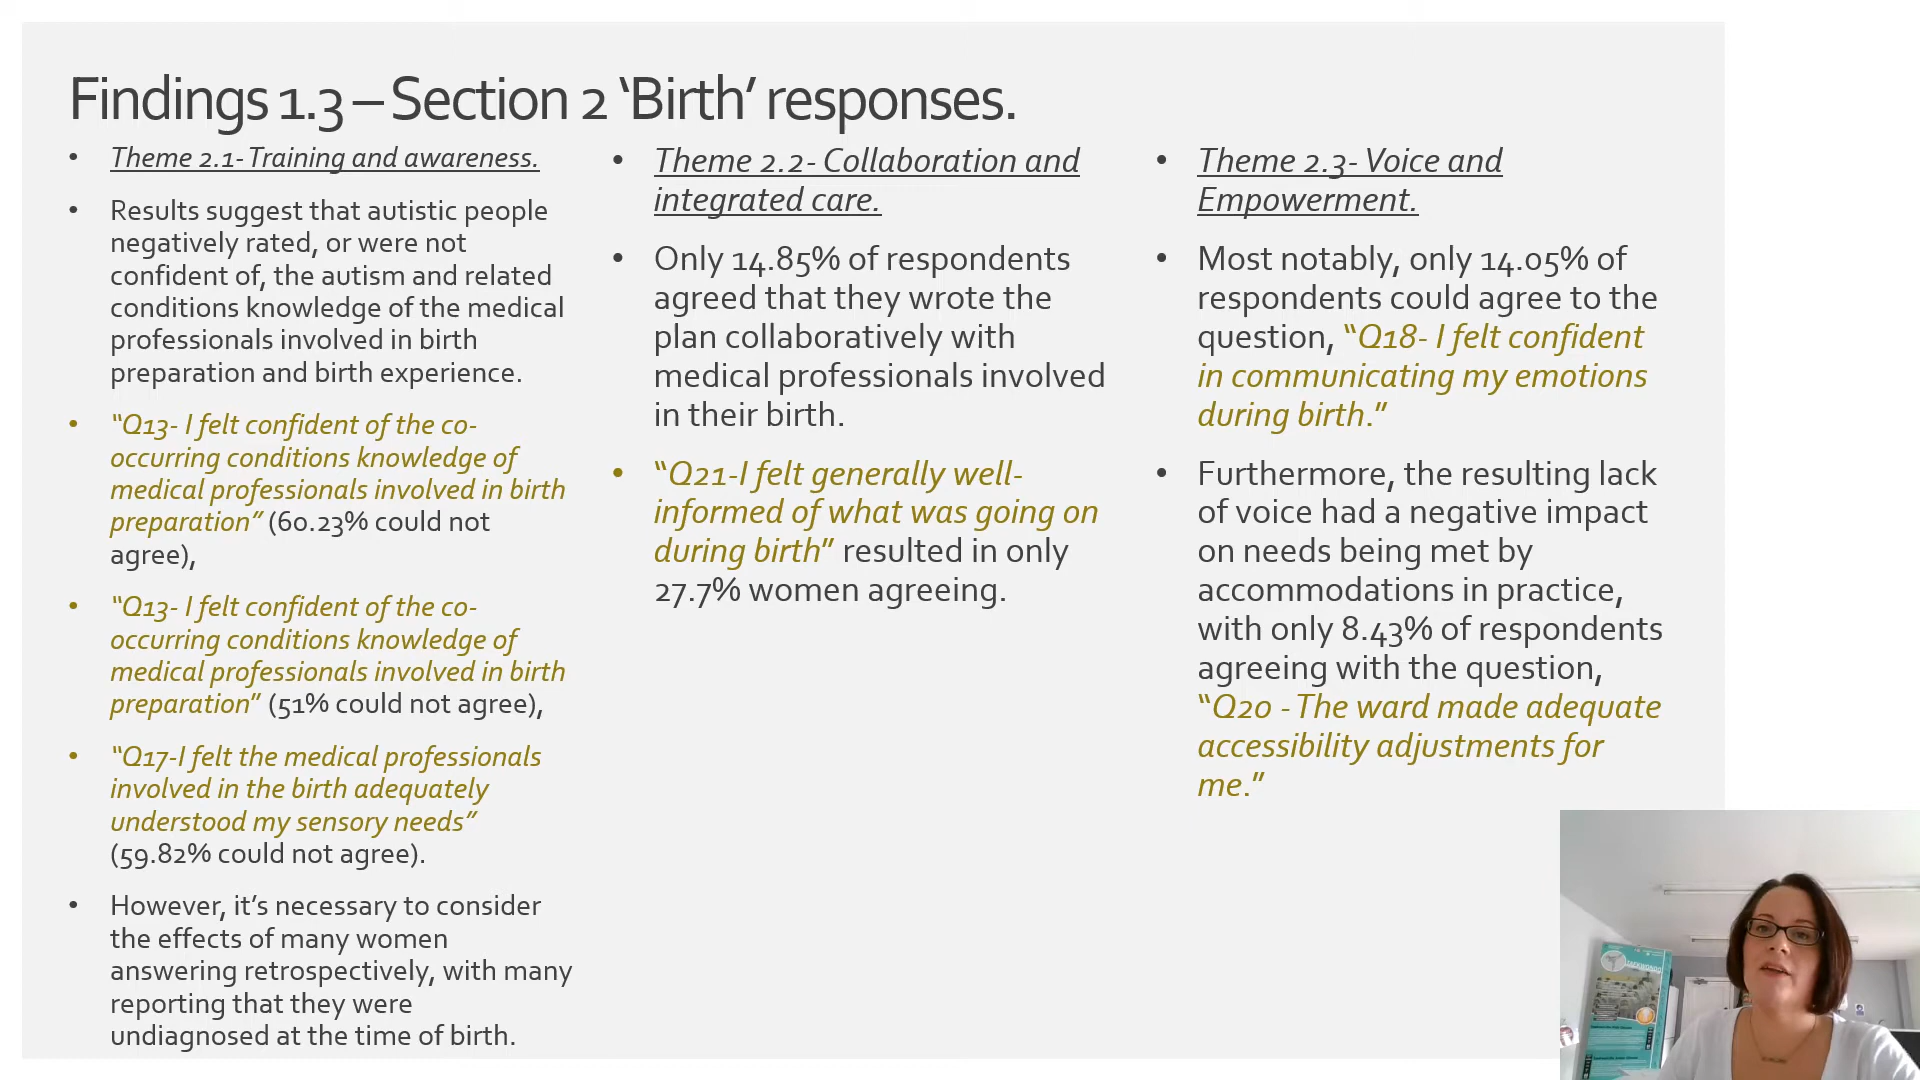 Findings 1.3 – Section 2 ‘Birth’ responses.
• Theme 2.1- Training and awareness.
• Results suggest that autistic people
negatively rated, or were not
confident of, the autism and related
conditions knowledge of the medical
professionals involved in birth
preparation and birth experience.
• “Q13- I felt confident of the co-
occurring conditions knowledge of
medical professionals involved in birth
preparation” (60.23% could not
agree),
• “Q13- I felt confident of the co-
occurring conditions knowledge of
medical professionals involved in birth
preparation” (51% could not agree),
• “Q17-I felt the medical professionals
involved in the birth adequately
understood my sensory needs”
(59.82% could not agree).
• However, it’s necessary to consider
the effects of many women
answering retrospectively, with many
reporting that they were
undiagnosed at the time of birth.
• Theme 2.2- Collaboration and
integrated care.
• Only 14.85% of respondents
agreed that they wrote the
plan collaboratively with
medical professionals involved
in their birth.
• “Q21-I felt generally well-
informed of what was going on
during birth” resulted in only
27.7% women agreeing.
• Theme 2.3- Voice and
Empowerment.
• Most notably, only 14.05% of
respondents could agree to the
question, “Q18- I felt confident
in communicating my emotions
during birth.”
• Furthermore, the resulting lack
of voice had a negative impact
on needs being met by
accommodations in practice,
with only 8.43% of respondents
agreeing with the question,
“Q20 - The ward made adequate
accessibility adjustments for
me.”